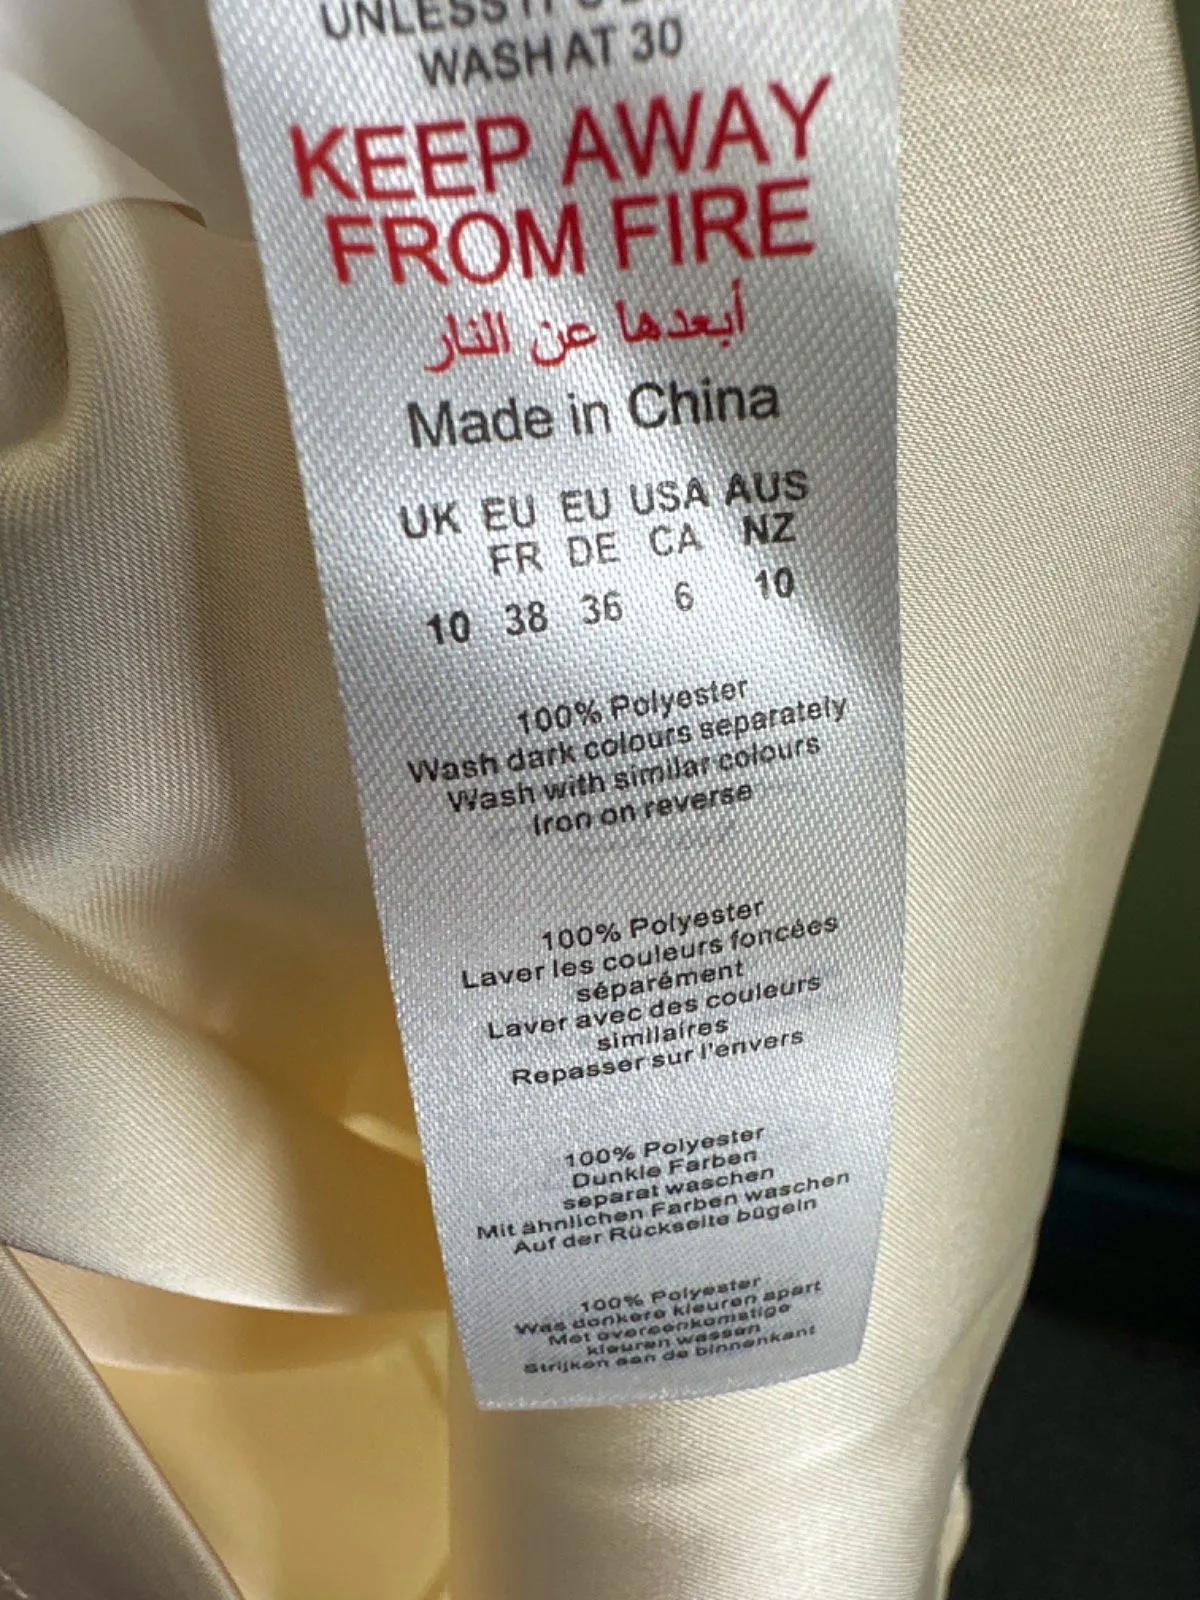 UNLESS IT'S
WASH AT 30
KEEP AWAY
FROM FIRE
أبعدها عن النار
Made in China
UK EU EU USA AUS
FR DE CA NZ
10 38 36 6 10
100% Polyester
Wash dark colours separately
Wash with similar colours
Iron on reverse
100% Polyester
Laver les couleurs foncées
séparément
Laver avec des couleurs
similaires
Repasser sur l'envers
100% Polyester
Dunkle Farben
separat waschen
Mit ähnlichen Farben waschen
Auf der Rückseite bügeln
100% Polyester
Was donkere kleuren apart
Met overeenkomstige
kleuren wassen
Strijken aan de binnenkant